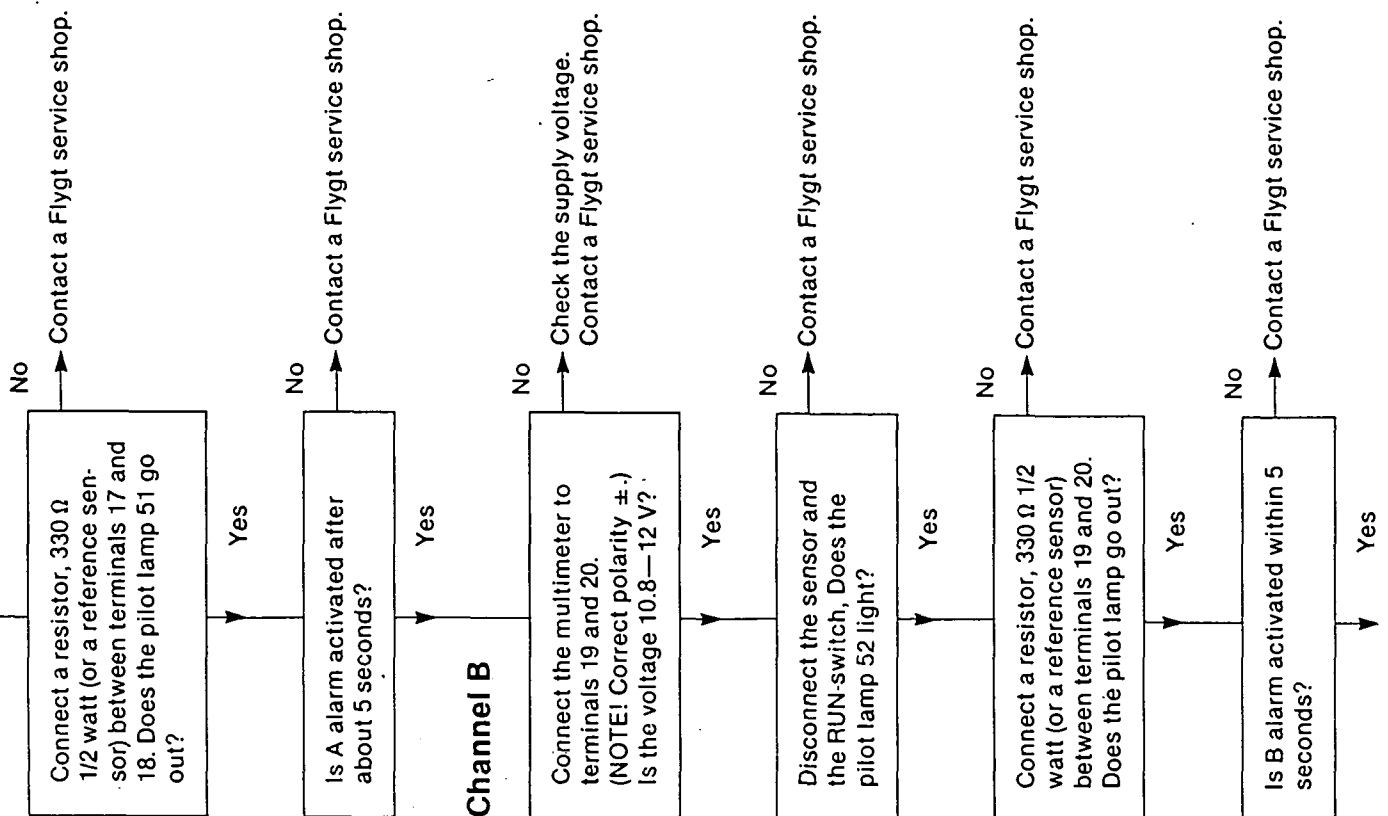 Connect a resistor, 330 Ω
1/2 watt (or a reference sen-
sor) between terminals 17 and
18. Does the pilot lamp 51 go
out?
No
Contact a Flygt service shop.
Yes
Is A alarm activated after
about 5 seconds?
No
Contact a Flygt service shop.
Yes
Channel B
Connect the multimeter to
terminals 19 and 20.
(NOTE! Correct polarity ±.)
Is the voltage 10.8—12 V?
No
Check the supply voltage.
Contact a Flygt service shop.
Yes
Disconnect the sensor and
the RUN-switch, Does the
pilot lamp 52 light?
No
Contact a Flygt service shop.
Yes
Connect a resistor, 330 Ω 1/2
watt (or a reference sensor)
between terminals 19 and 20.
Does the pilot lamp go out?
No
Contact a Flygt service shop.
Yes
Is B alarm activated within 5
seconds?
No
Contact a Flygt service shop.
Yes